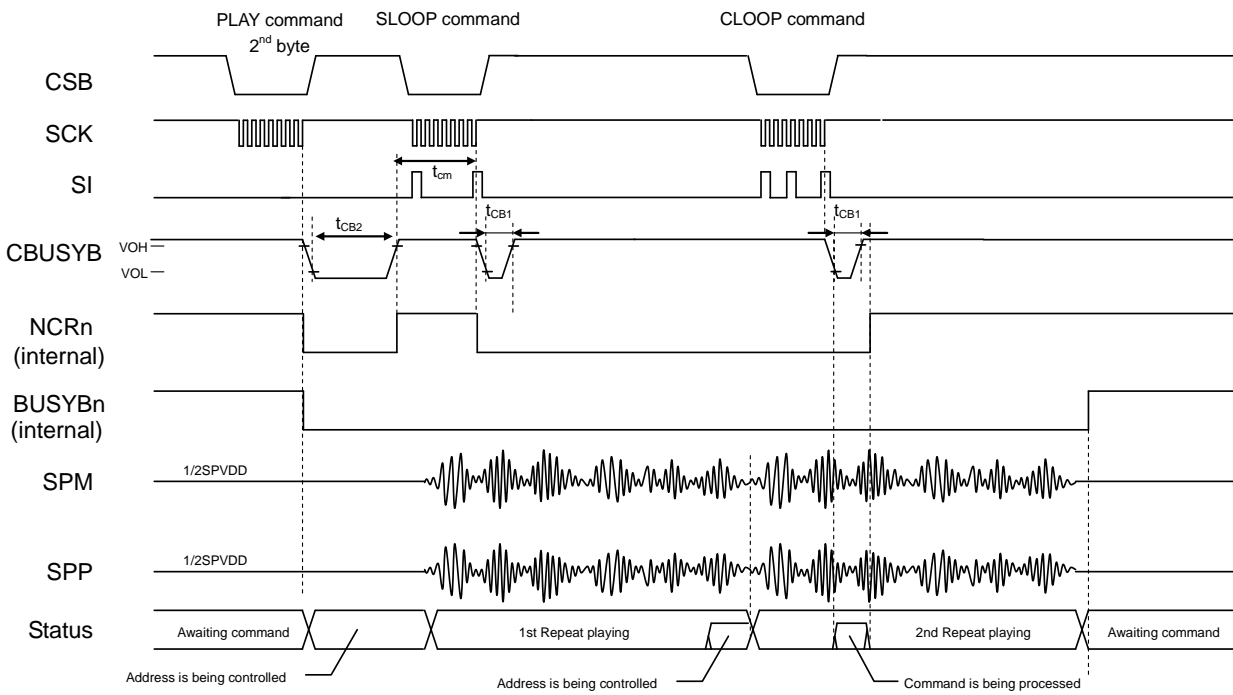 PLAY command
2nd byte
SLOOP command
CLOOP command
CSB
SCK
SI
tcm
tCB2
tCB1
tCB1
CBUSYB
VOH
VOL
NCRn
(internal)
BUSYBn
(internal)
SPM
1/2SPVDD
SPP
1/2SPVDD
Status
Awaiting command
1st Repeat playing
2nd Repeat playing
Awaiting command
Address is being controlled
Address is being controlled
Command is being processed